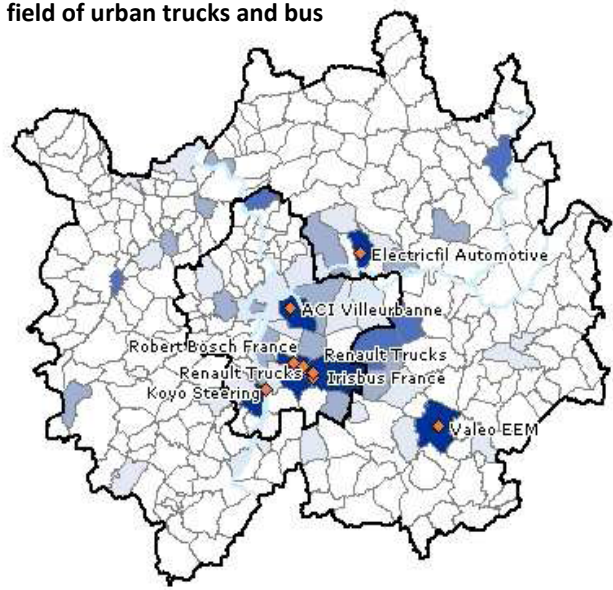 field of urban trucks and bus
Electricfil Automotive
ACI Villeurbanne
Robert Bosch France
Renault Trucks
Renault Trucks
Irisbus France
Koyo Steering
Valeo EEM